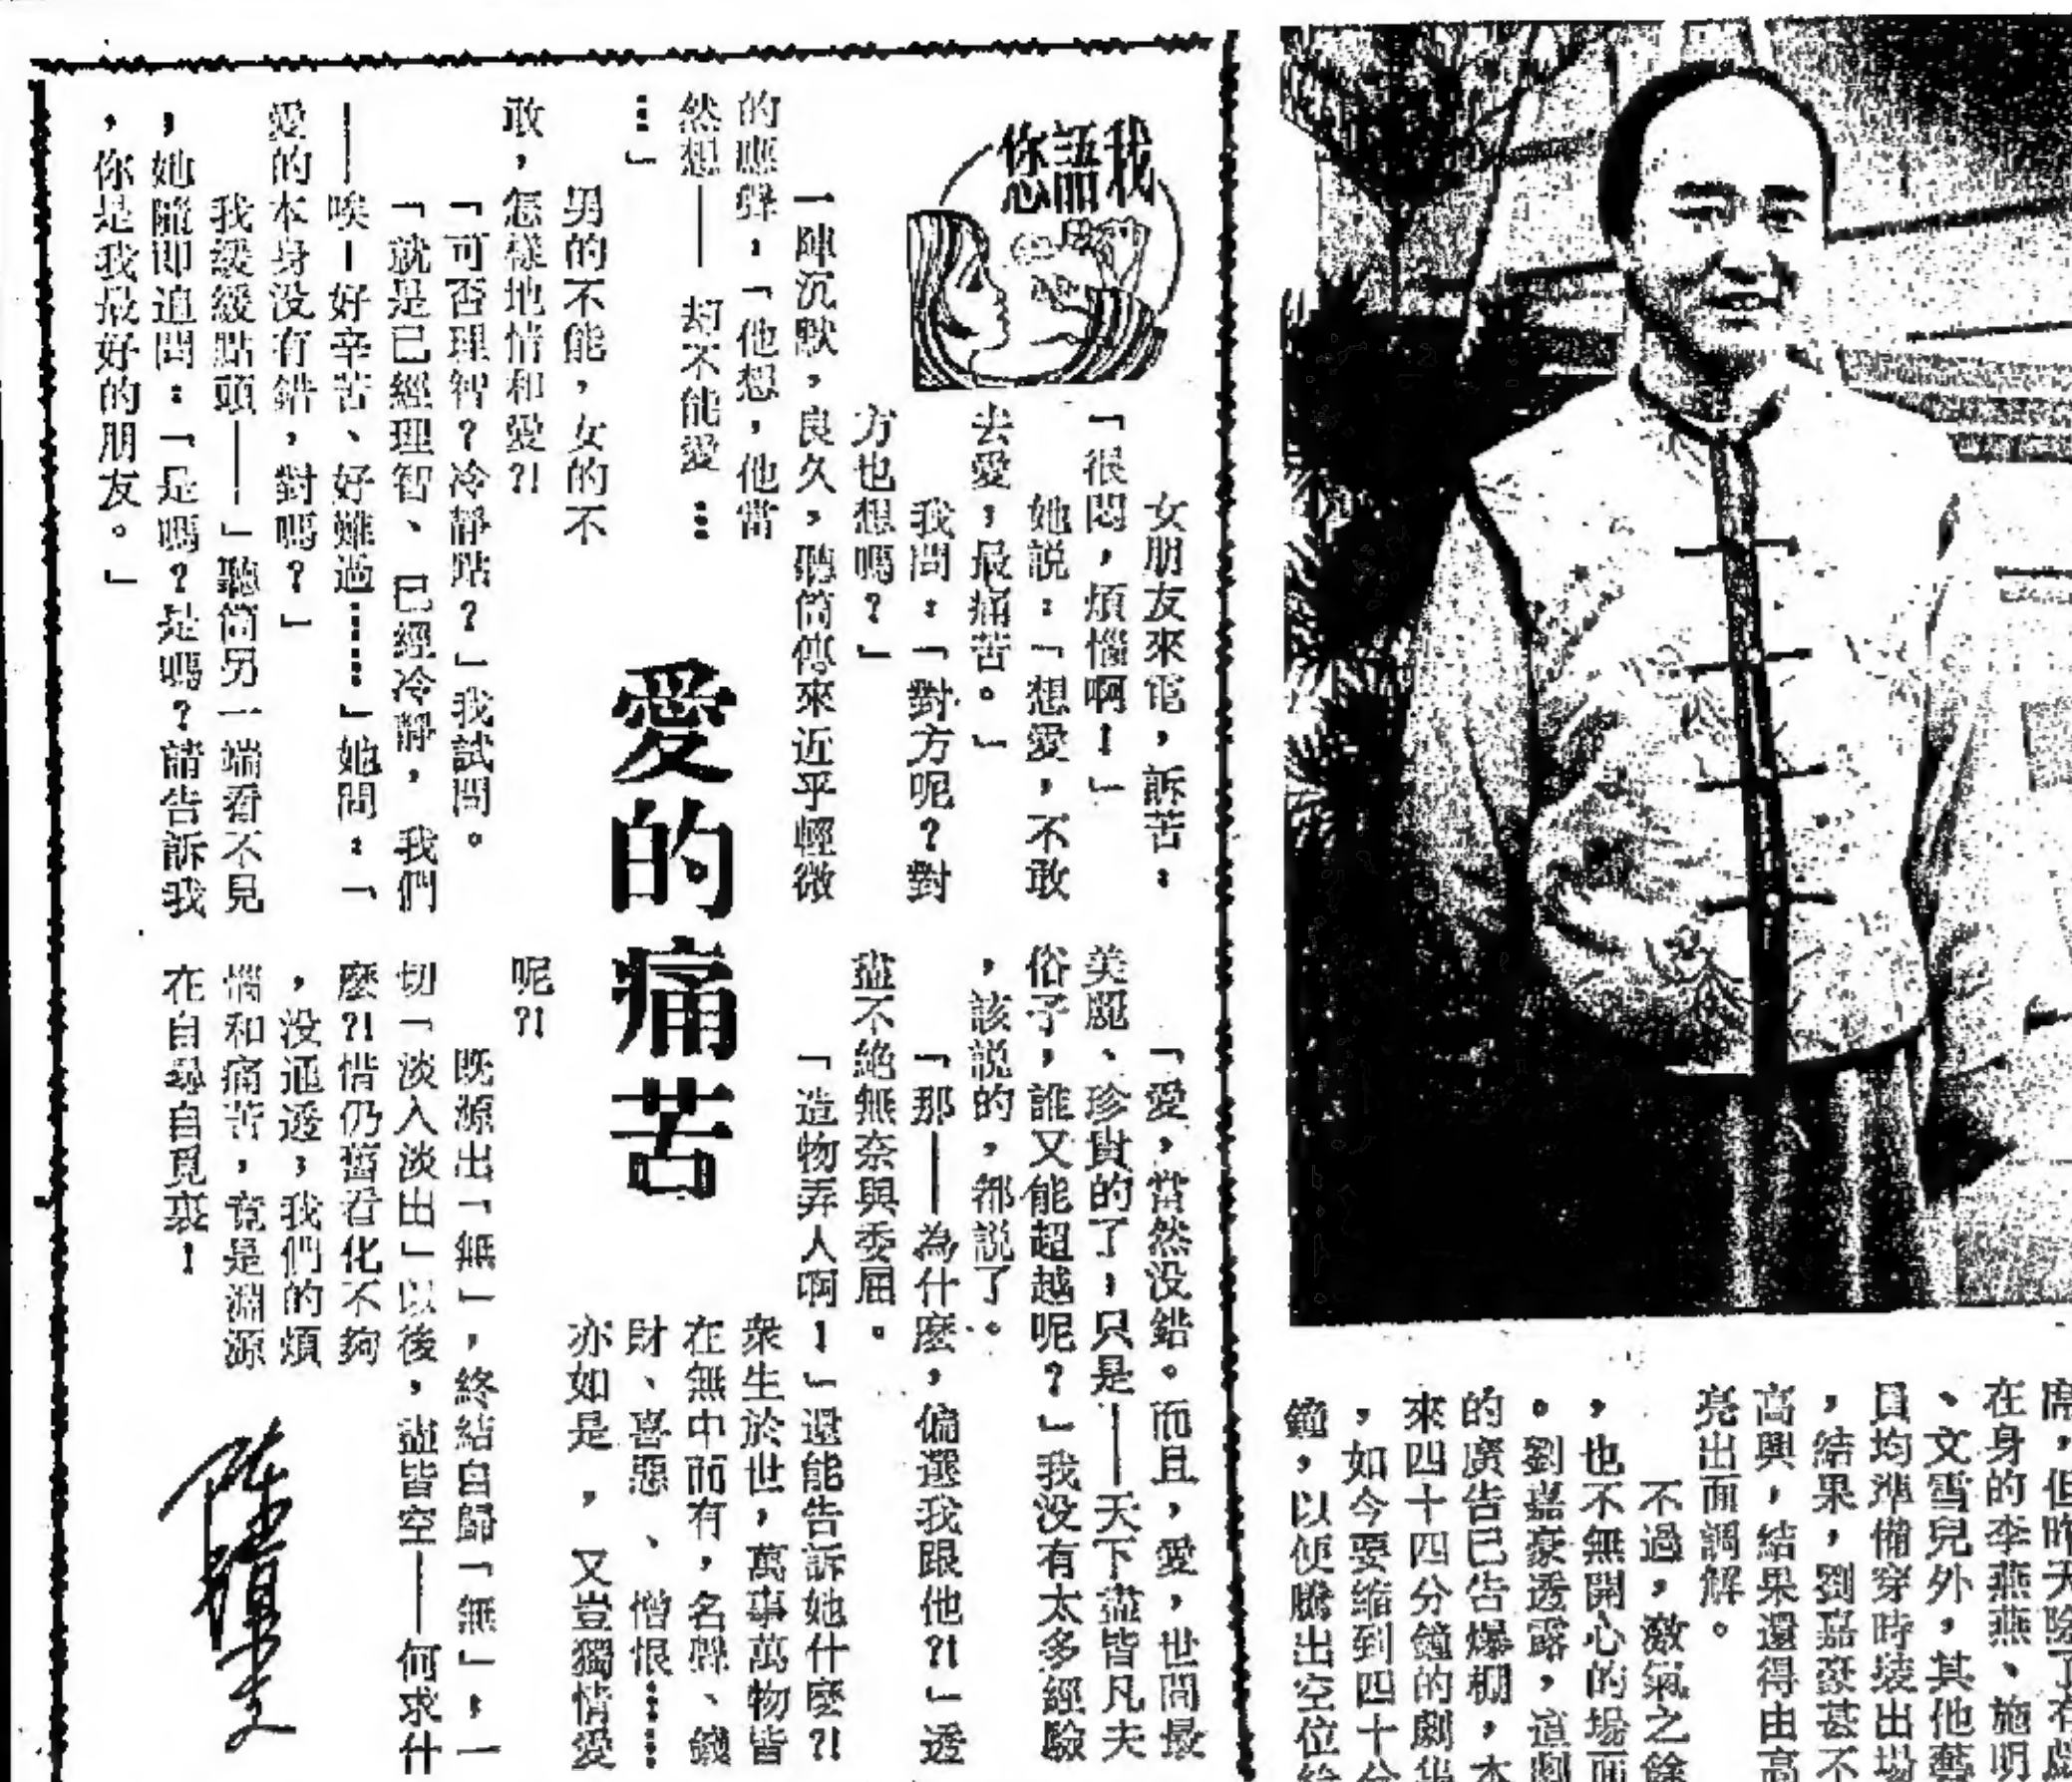 我語您
愛的痛苦
女朋友來電，訴苦：
「很悶，煩惱啊！」
她說：「想愛，不敢
去愛，最痛苦。」
我問：「對方呢？對
方也想嗎？」
一陣沉默，良久，聽筒傳來近乎輕微
的應聲：「他想，他當
然想——却不能愛…
…」
男的不能，女的不
敢，怎樣地情和愛?!
「可否理智？冷靜點？」我試問。
「就是已經理智、已經冷靜，我們
——唉！好辛苦、好難過……」她問：「
愛的本身没有錯，對嗎？」
我緩緩點頭——」聽筒另一端看不見
，她隨即追問：「是嗎？是嗎？請告訴我
，你是我最好的朋友。」
「愛，當然没錯。而且，愛，世間最
美麗、珍貴的了，只是——天下盡皆凡夫
俗子，誰又能超越呢？」我没有太多經驗
，該説的，都説了。
「那——為什麼，偏選我跟他?!」透
盡不絕無奈與委屈。
「造物弄人啊！」還能告訴她什麼?!
衆生於世，萬事萬物皆
在無中而有，名聲、錢
財、喜惡、憎恨……
亦如是，又豈獨情愛
呢?!
既源出「無」，終結自歸「無」，一
切「淡入淡出」以後，盡皆空——何求什
麼?!惜仍舊看化不夠
，没通透，我們的煩
惱和痛苦，竟是淵源
在自尋自覓裏！
在身的李燕燕、施明
、文雪兒外，其他藝
員均準備穿時裝出場
，結果，劉嘉豪甚不
高興，結果還得由高
亮出面調解。
不過，激氣之餘
，也不無開心的場面
。劉嘉豪透露，這劇
的廣告已告爆棚，本
來四十四分鐘的劇集
，如今要縮到四十分
鐘，以便騰出空位